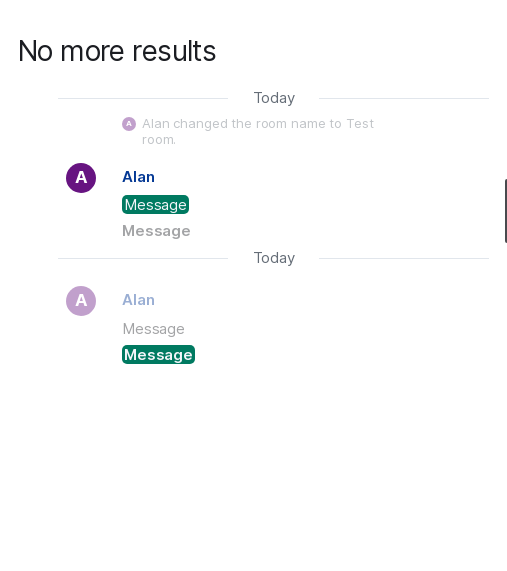 No more results
Today
A Alan changed the room name to Test
room.
A Alan
Message
Message
Today
A Alan
Message
Message